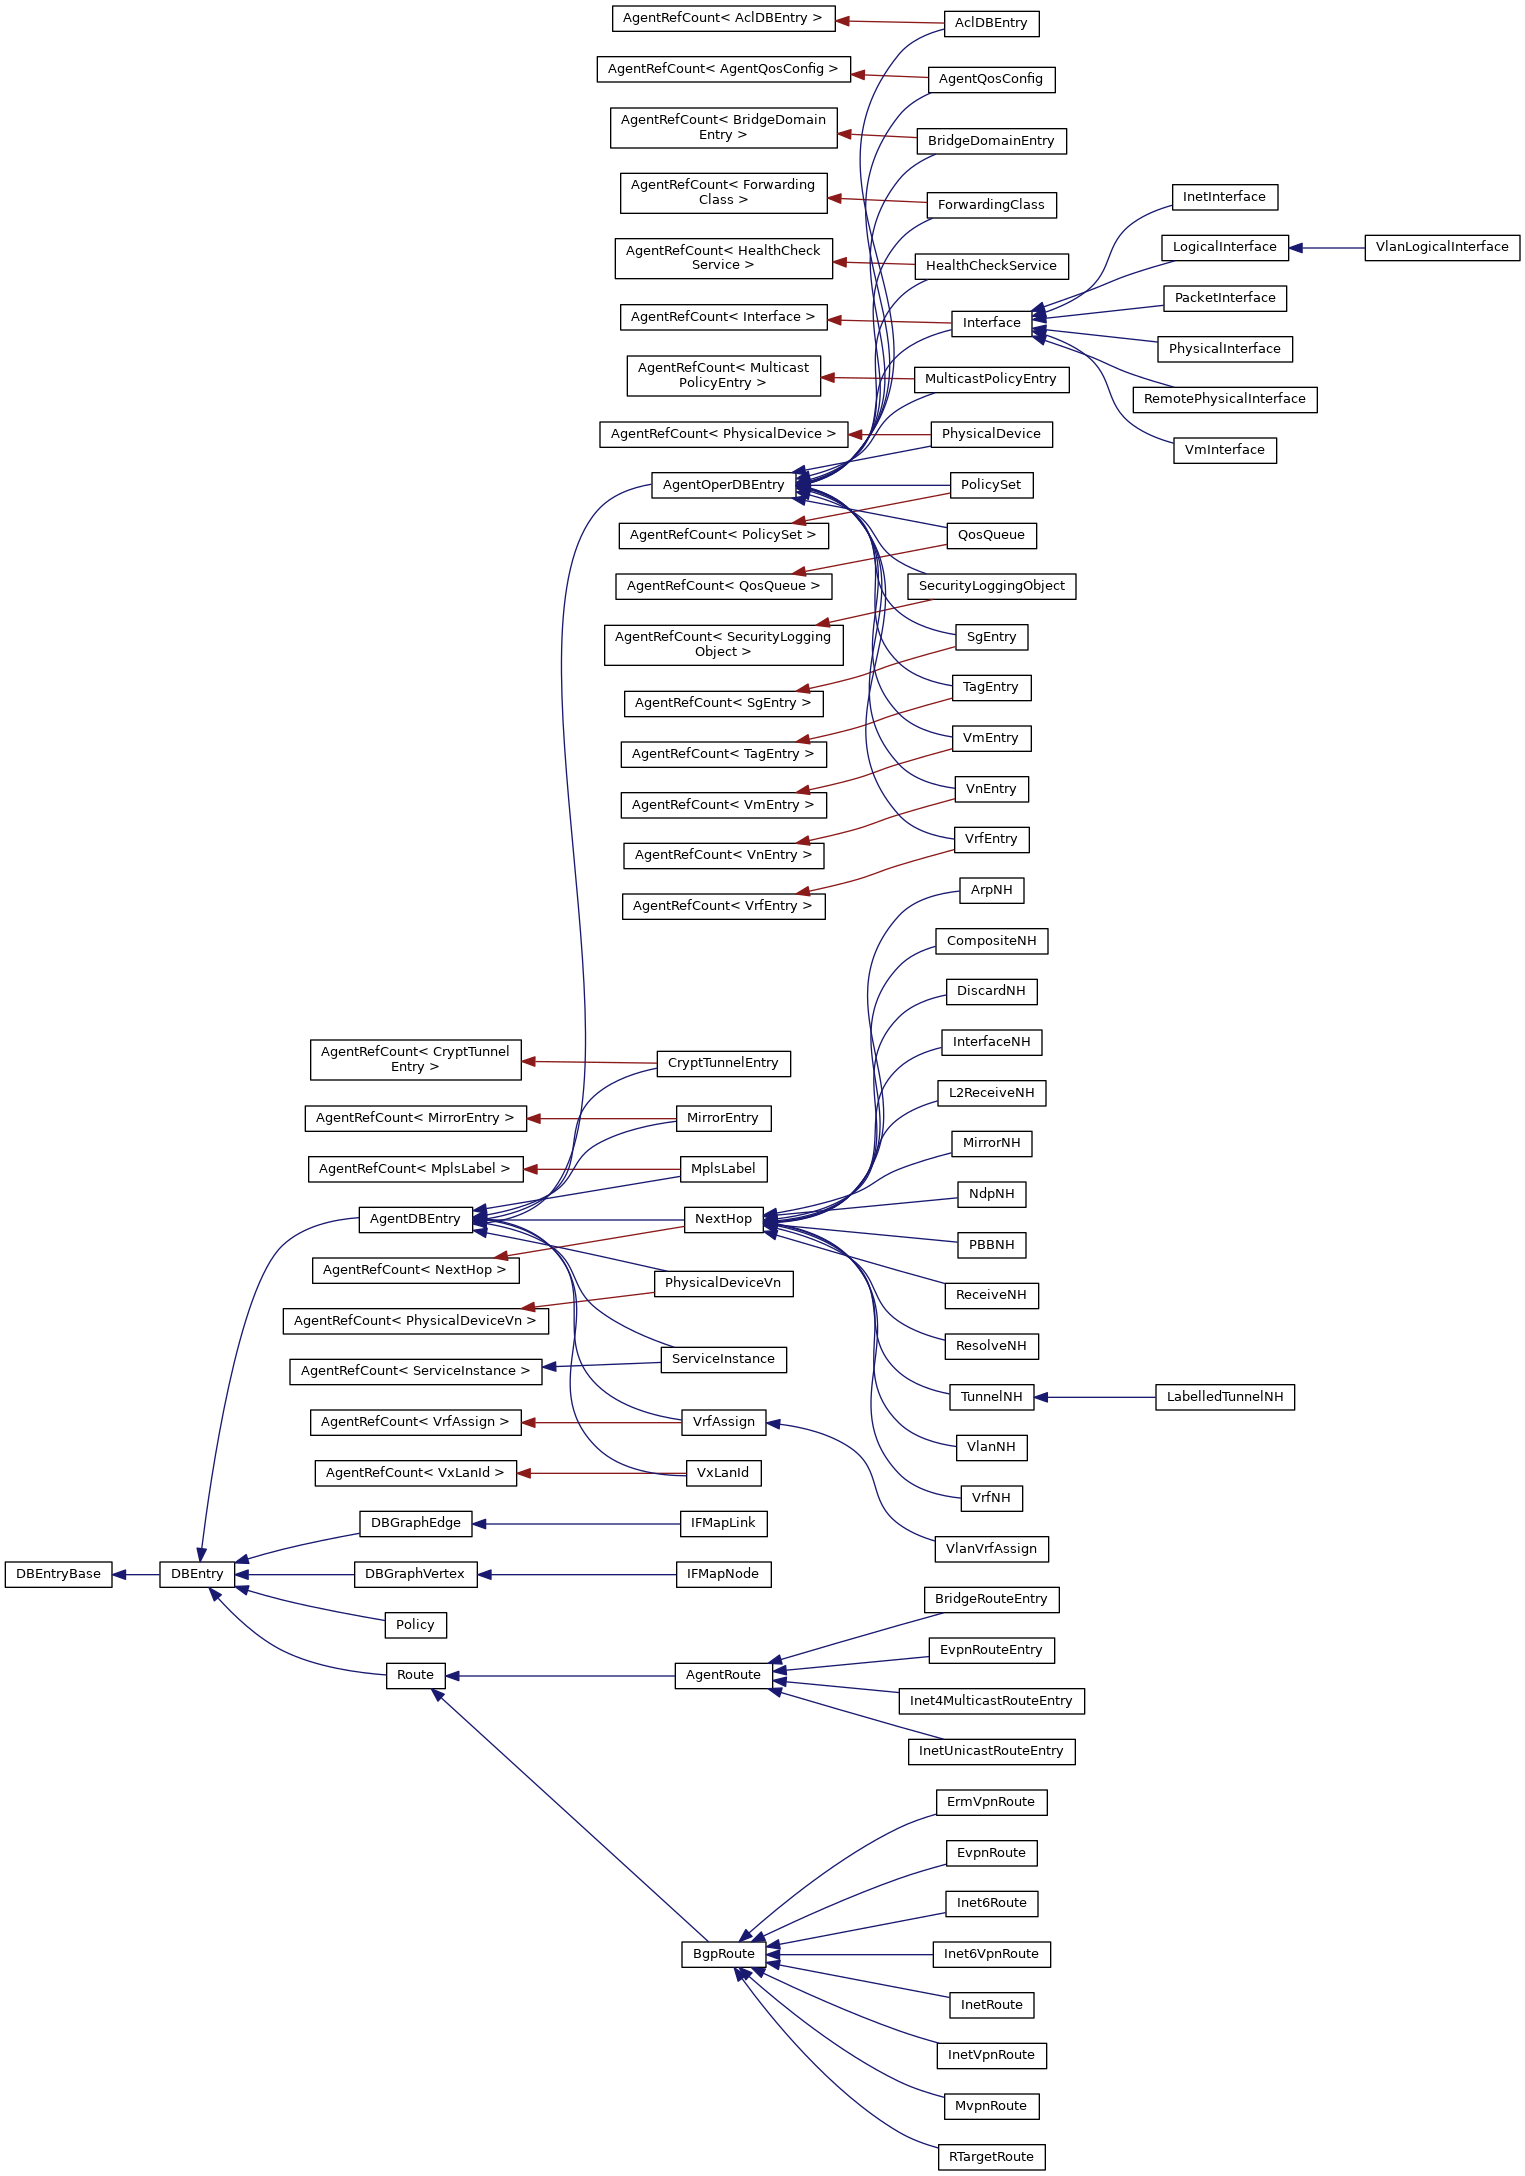 AgentRefCount< AclDBEntry >
AclDBEntry
AgentRefCount< AgentQosConfig >
AgentQosConfig
AgentRefCount< BridgeDomain
Entry >
BridgeDomainEntry
AgentRefCount< Forwarding
Class >
ForwardingClass
InetInterface
AgentRefCount< HealthCheck
Service >
HealthCheckService
LogicalInterface
VlanLogicalInterface
PacketInterface
AgentRefCount< Interface >
Interface
PhysicalInterface
AgentRefCount< Multicast
PolicyEntry >
MulticastPolicyEntry
RemotePhysicalInterface
AgentRefCount< PhysicalDevice >
PhysicalDevice
VmInterface
AgentOperDBEntry
PolicySet
AgentRefCount< PolicySet >
QosQueue
AgentRefCount< QosQueue >
SecurityLoggingObject
AgentRefCount< SecurityLogging
Object >
SgEntry
AgentRefCount< SgEntry >
TagEntry
AgentRefCount< TagEntry >
VmEntry
AgentRefCount< VmEntry >
VnEntry
AgentRefCount< VnEntry >
VrfEntry
AgentRefCount< VrfEntry >
ArpNH
CompositeNH
DiscardNH
AgentRefCount< CryptTunnel
Entry >
CryptTunnelEntry
InterfaceNH
L2ReceiveNH
AgentRefCount< MirrorEntry >
MirrorEntry
MirrorNH
AgentRefCount< MplsLabel >
MplsLabel
NdpNH
AgentDBEntry
NextHop
PBBNH
AgentRefCount< NextHop >
PhysicalDeviceVn
ReceiveNH
AgentRefCount< PhysicalDeviceVn >
ResolveNH
AgentRefCount< ServiceInstance >
ServiceInstance
TunnelNH
LabelledTunnelNH
AgentRefCount< VrfAssign >
VrfAssign
VlanNH
AgentRefCount< VxLanId >
VxLanId
VrfNH
DBGraphEdge
IFMapLink
VlanVrfAssign
DBEntryBase
DBEntry
DBGraphVertex
IFMapNode
BridgeRouteEntry
Policy
EvpnRouteEntry
Route
AgentRoute
Inet4MulticastRouteEntry
InetUnicastRouteEntry
ErmVpnRoute
EvpnRoute
Inet6Route
BgpRoute
Inet6VpnRoute
InetRoute
InetVpnRoute
MvpnRoute
RTargetRoute